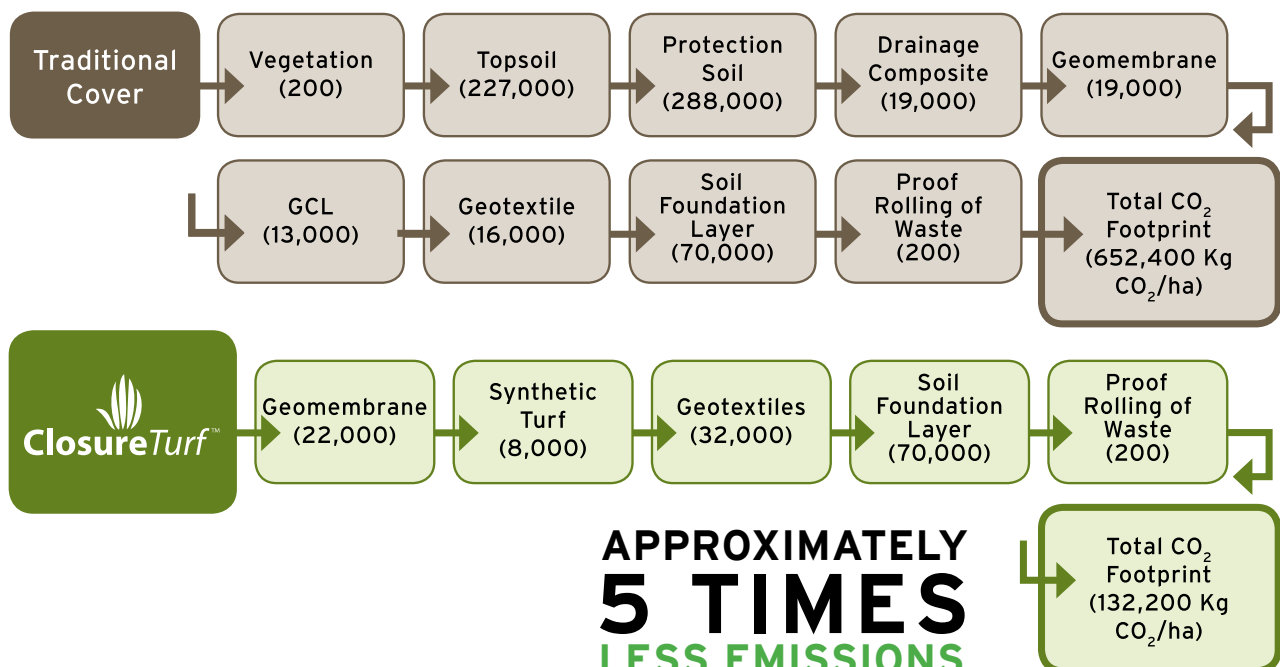 Traditional
Cover
Vegetation
(200)
Topsoil
(227,000)
Protection
Soil
(288,000)
Drainage
Composite
(19,000)
Geomembrane
(19,000)
GCL
(13,000)
Geotextile
(16,000)
Soil
Foundation
Layer
(70,000)
Proof
Rolling of
Waste
(200)
Total CO₂
Footprint
(652,400 Kg
CO₂/ha)
ClosureTurf™
Geomembrane
(22,000)
Synthetic
Turf
(8,000)
Geotextiles
(32,000)
Soil
Foundation
Layer
(70,000)
Proof
Rolling of
Waste
(200)
Total CO₂
Footprint
(132,200 Kg
CO₂/ha)
APPROXIMATELY
5 TIMES
LESS EMISSIONS